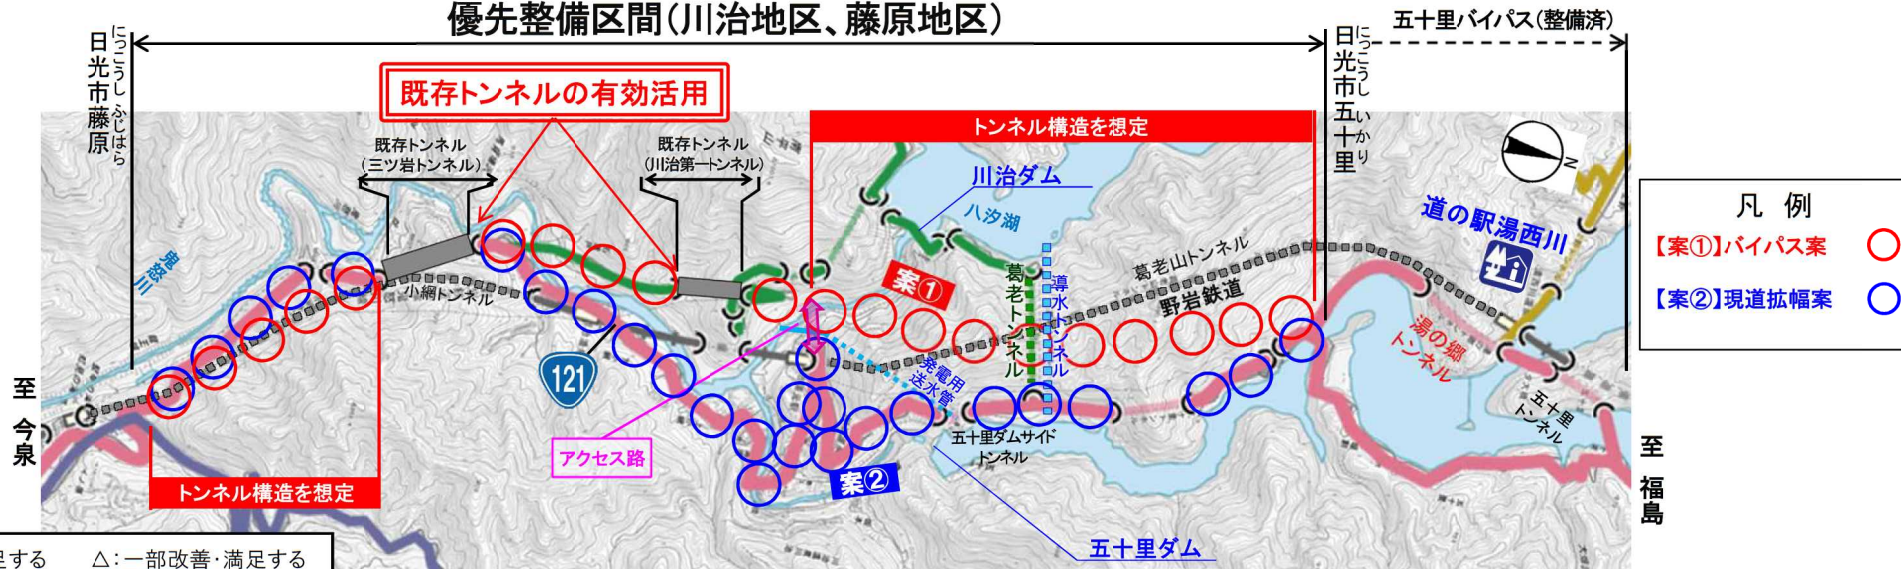 優先整備区間(川治地区、藤原地区)
五十里バイパス(整備済)
日光市藤原
にっこうし ふじはら
日光市五十里
にっこうし いかり
既存トンネルの有効活用
トンネル構造を想定
既存トンネル
(三ツ岩トンネル)
既存トンネル
(川治第一トンネル)
川治ダム
八汐湖
N
道の駅湯西川
凡 例
【案①】バイパス案
【案②】現道拡幅案
鬼怒川
小網トンネル
案①
葛老トンネル
導水トンネル
葛老山トンネル
野岩鉄道
湯の郷
トンネル
121
発電用
送水管
五十里
トンネル
至 今泉
アクセス路
五十里ダムサイド
トンネル
案②
至 福島
トンネル構造を想定
五十里ダム
足する △:一部改善・満足する